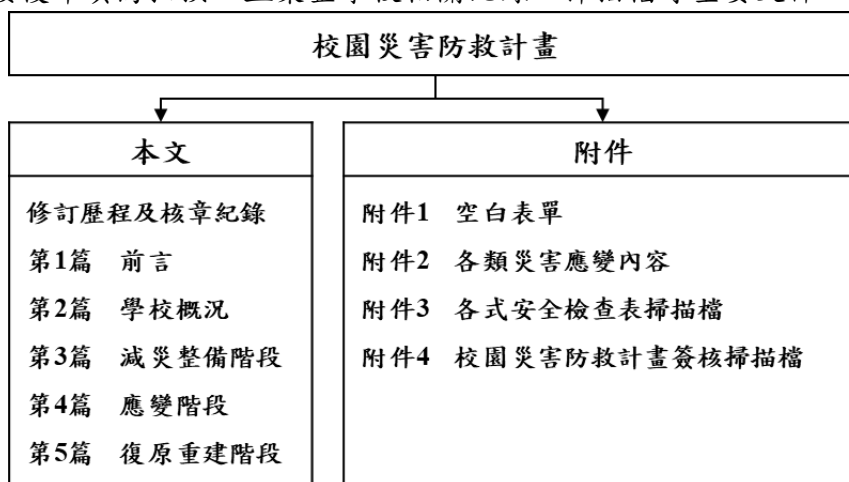 校園災害防救計畫
本文
修訂歷程及核章紀錄
第1篇 前言
第2篇 學校概況
第3篇 減災整備階段
第4篇 應變階段
第5篇 復原重建階段
附件
附件1 空白表單
附件2 各類災害應變內容
附件3 各式安全檢查表掃描檔
附件4 校園災害防救計畫簽核掃描檔